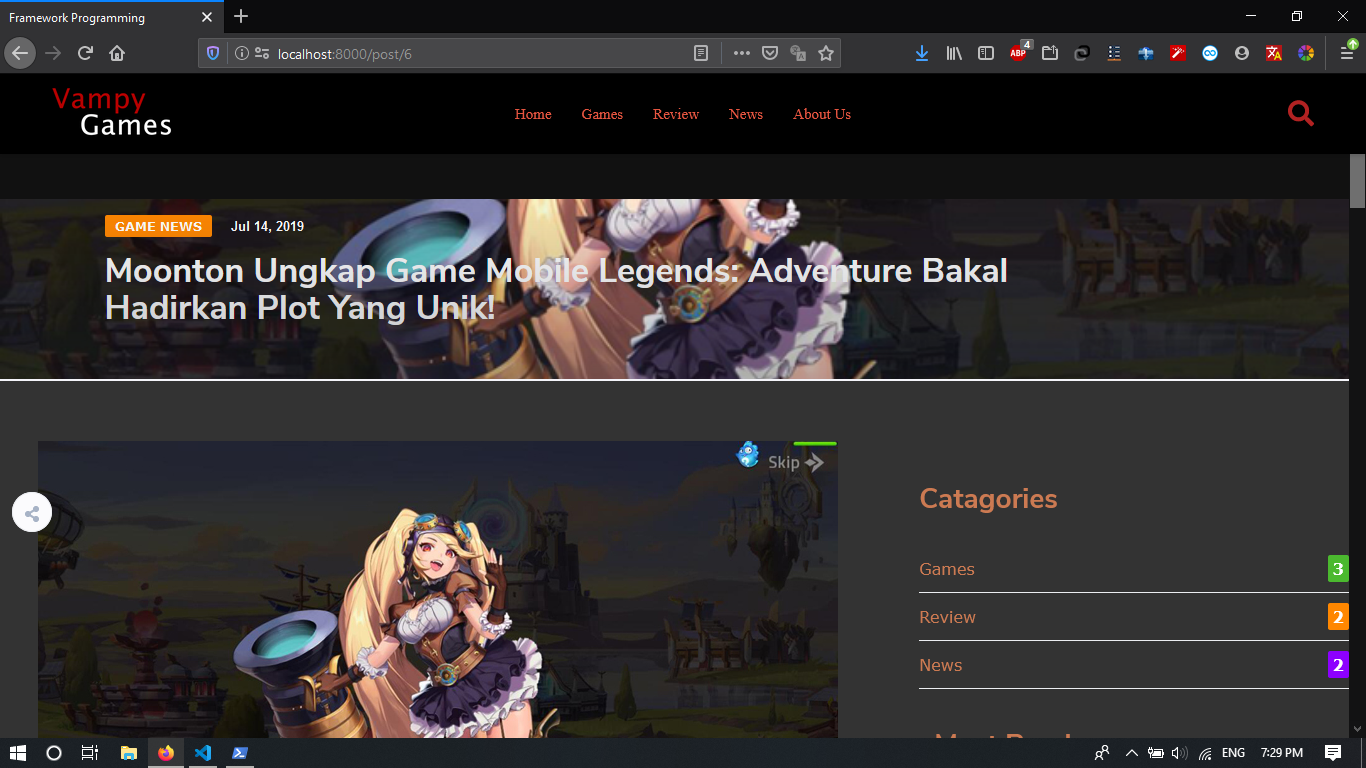 Framework Programming
localhost:8000/post/6
4
ABP
Vampy
Games
Home Games Review News About Us
GAME NEWS Jul 14, 2019
Moonton Ungkap Game Mobile Legends: Adventure Bakal
Hadirkan Plot Yang Unik!
Skip
Catagories
Games 3
Review 2
News 2
ENG 7:29 PM